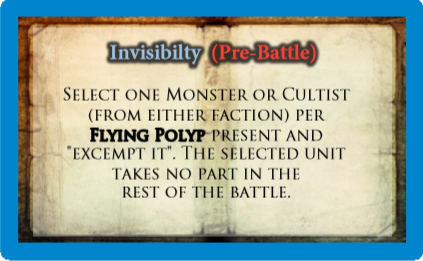 Invisibilty (Pre-Battle)
Select one Monster or Cultist
(from either faction) per
Flying Polyp present and
"excempt it". The selected unit
takes no part in the
rest of the battle.